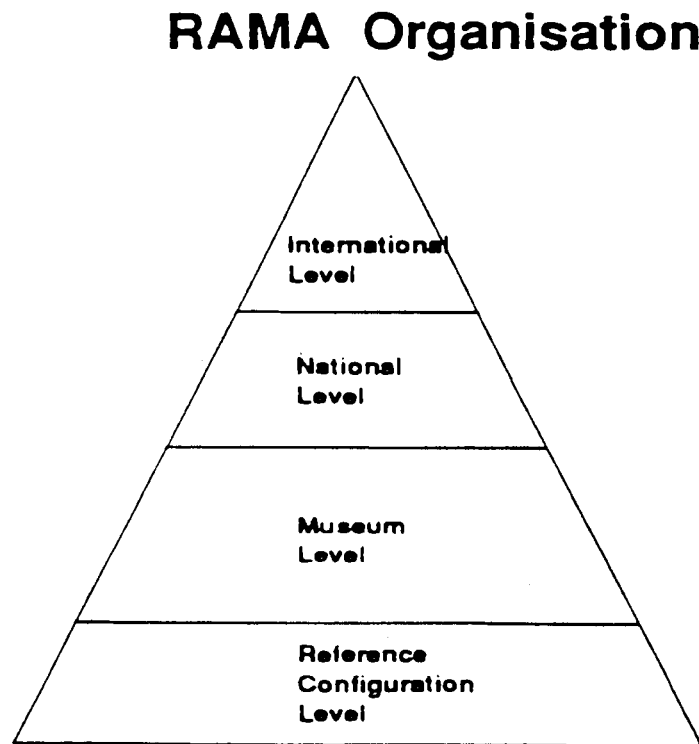 RAMA Organisation
International
Level
National
Level
Museum
Level
Reference
Configuration
Level